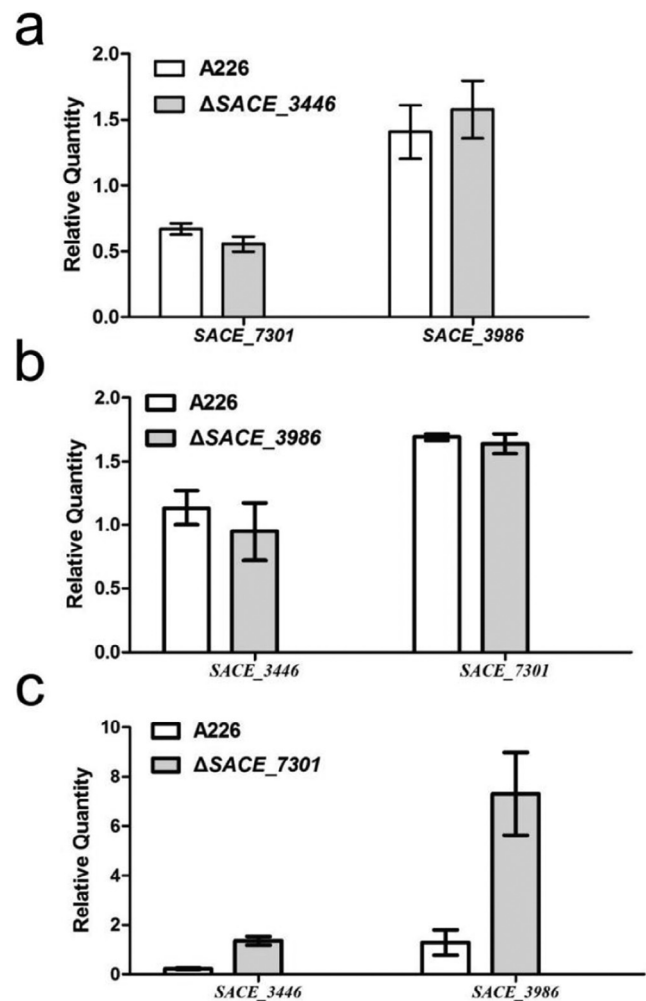 a
2.0
1.5
1.0
0.5
0.0
Relative Quantity
A226
ΔSACE_3446
SACE_7301 SACE_3986
b
2.0
1.5
1.0
0.5
0.0
Relative Quantity
A226
ΔSACE_3986
SACE_3446 SACE_7301
c
10
8
6
4
2
0
Relative Quantity
A226
ΔSACE_7301
SACE_3446 SACE_3986